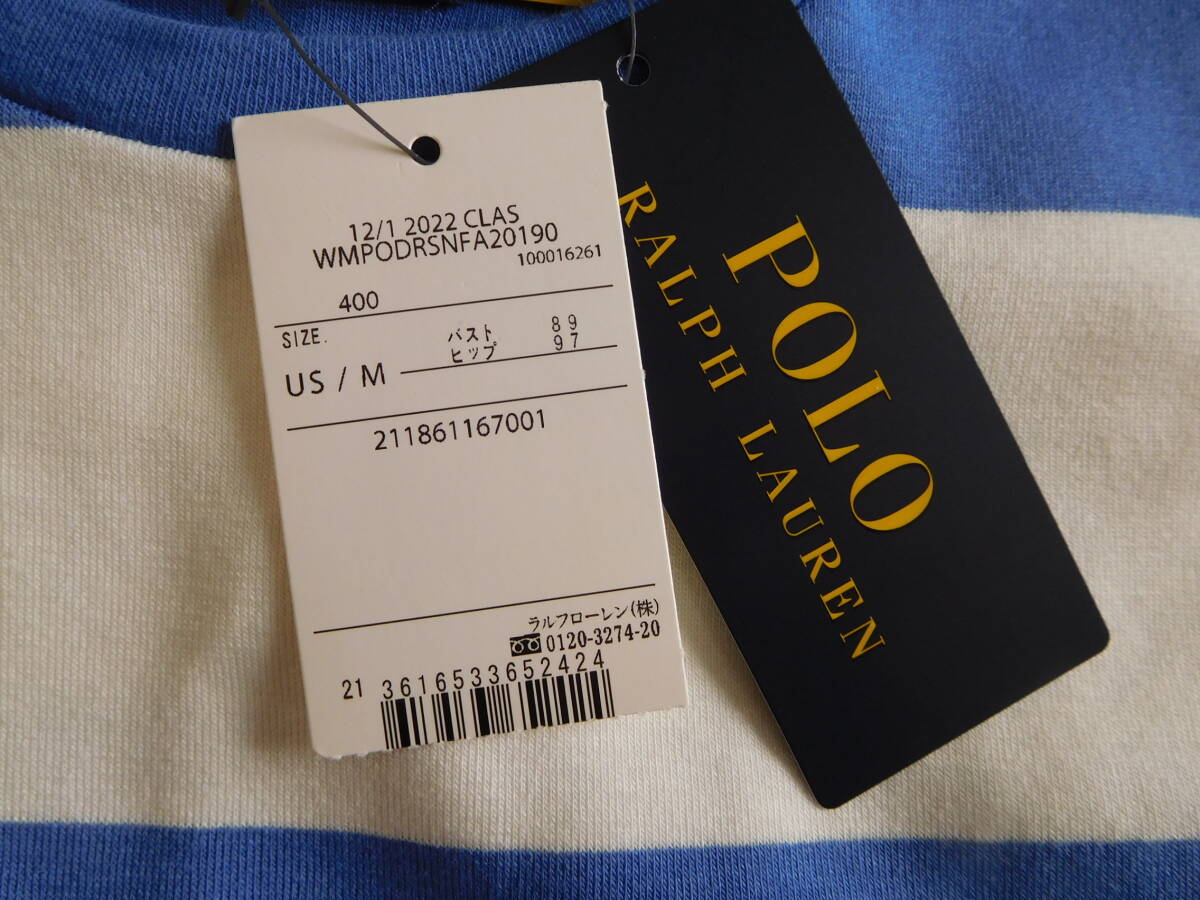 12/1 2022 CLAS
WMPODRSNFA20190
100016261
400
SIZE.
バスト 89
ヒップ 97
US / M
211861167001
ラルフローレン(株)
0120-3274-20
21 3616533652424
POLO
RALPH LAUREN